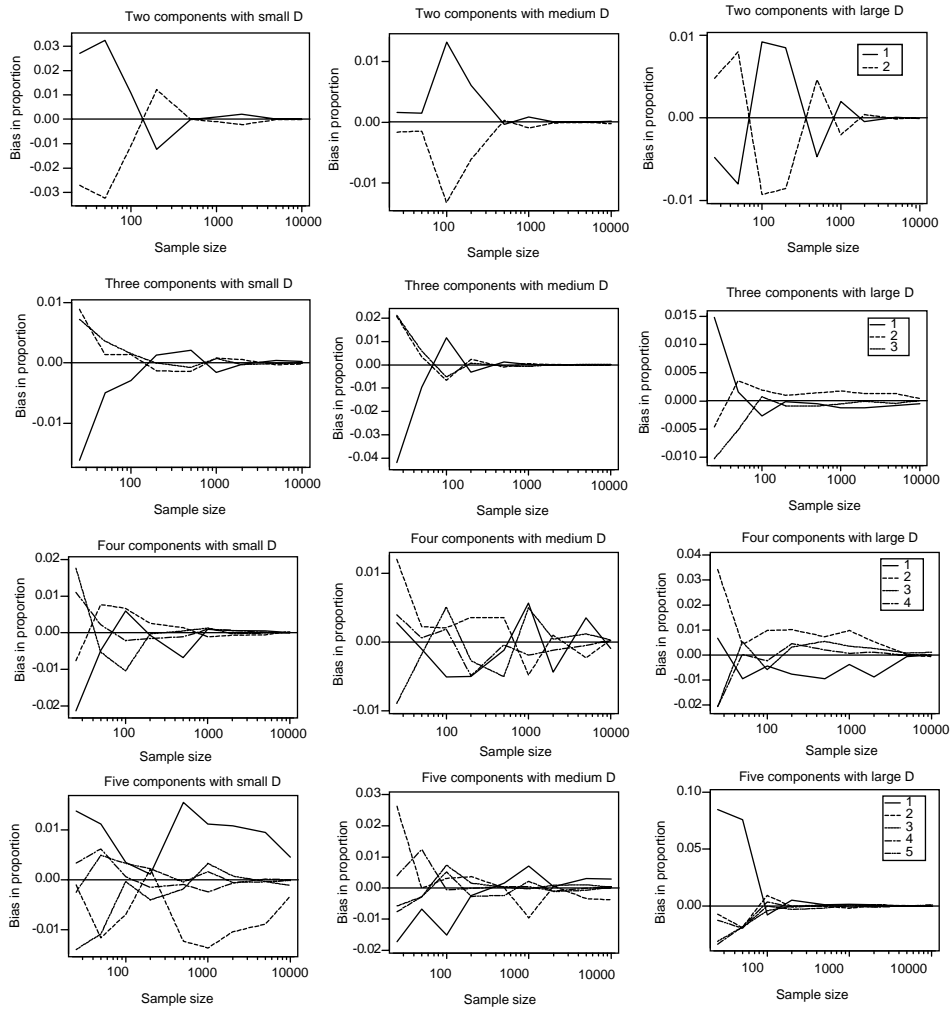 Two components with small D
Bias in proportion
0.03
0.02
0.01
0.00
-0.01
-0.02
-0.03
100
1000
10000
Sample size
Two components with medium D
Bias in proportion
0.01
0.00
-0.01
100
1000
10000
Sample size
Two components with large D
Bias in proportion
0.01
0.00
-0.01
1
2
100
1000
10000
Sample size
Three components with small D
Bias in proportion
0.01
0.00
-0.01
100
1000
10000
Sample size
Three components with medium D
Bias in proportion
0.02
0.01
0.00
-0.01
-0.02
-0.03
-0.04
100
1000
10000
Sample size
Three components with large D
Bias in proportion
0.015
0.010
0.005
0.000
-0.005
-0.010
1
2
3
100
1000
10000
Sample size
Four components with small D
Bias in proportion
0.02
0.01
0.00
-0.01
-0.02
100
1000
10000
Sample size
Four components with medium D
Bias in proportion
0.01
0.00
-0.01
100
1000
10000
Sample size
Four components with large D
Bias in proportion
0.04
0.03
0.02
0.01
0.00
-0.01
-0.02
1
2
3
4
100
1000
10000
Sample size
Five components with small D
Bias in proportion
0.01
0.00
-0.01
100
1000
10000
Sample size
Five components with medium D
Bias in proportion
0.03
0.02
0.01
0.00
-0.01
-0.02
100
1000
10000
Sample size
Five components with large D
Bias in proportion
0.10
0.05
0.00
1
2
3
4
5
100
1000
10000
Sample size